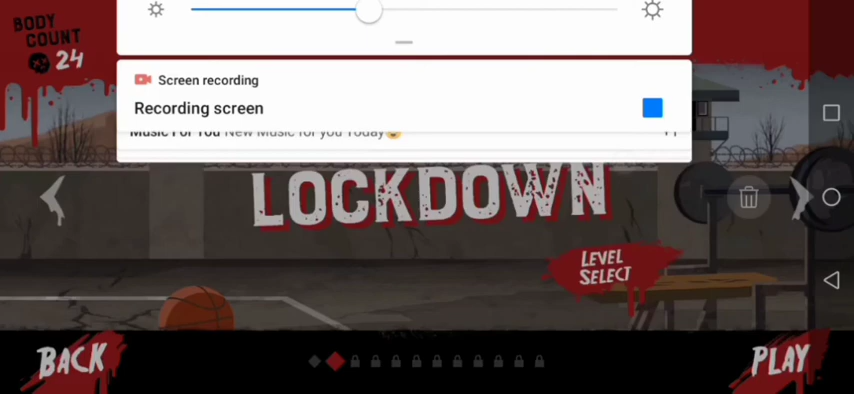 BODY
COUNT
24
Screen recording
Recording screen
Music For You New Music for you Today😊 +1
LOCKDOWN
LEVEL
SELECT
BACK
PLAY